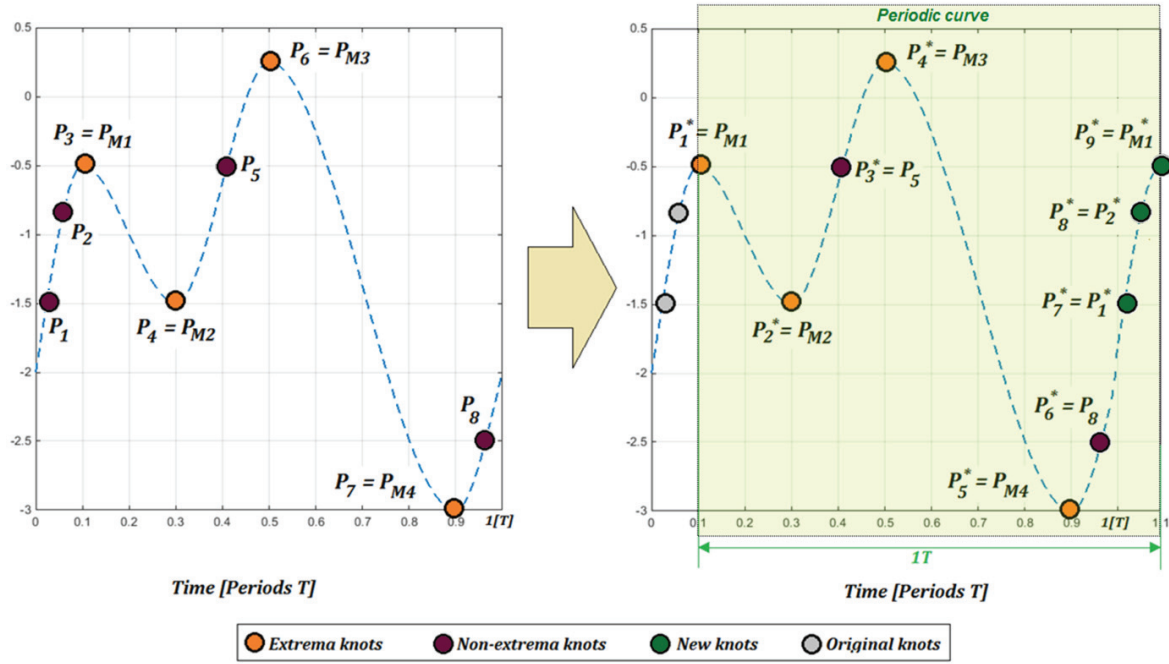 Periodic curve
0.5
P6 = PM3
0
P3 = PM1
-0.5
P5
P2
-1
-1.5
P1
P4 = PM2
-2
P8
-2.5
P7 = PM4
-3
0 0.1 0.2 0.3 0.4 0.5 0.6 0.7 0.8 0.9 1[T]
Time [Periods T]
0.5
P4* = PM3
0
P1* = PM1
P9* = PM1*
-0.5
P3* = P5
P8* = P2*
-1
P7* = P1*
-1.5
P2* = PM2
-2
P6* = P8
-2.5
P5* = PM4
-3
0 0.1 0.2 0.3 0.4 0.5 0.6 0.7 0.8 0.9 1[T] 1.1
1T
Time [Periods T]
Extrema knots
Non-extrema knots
New knots
Original knots